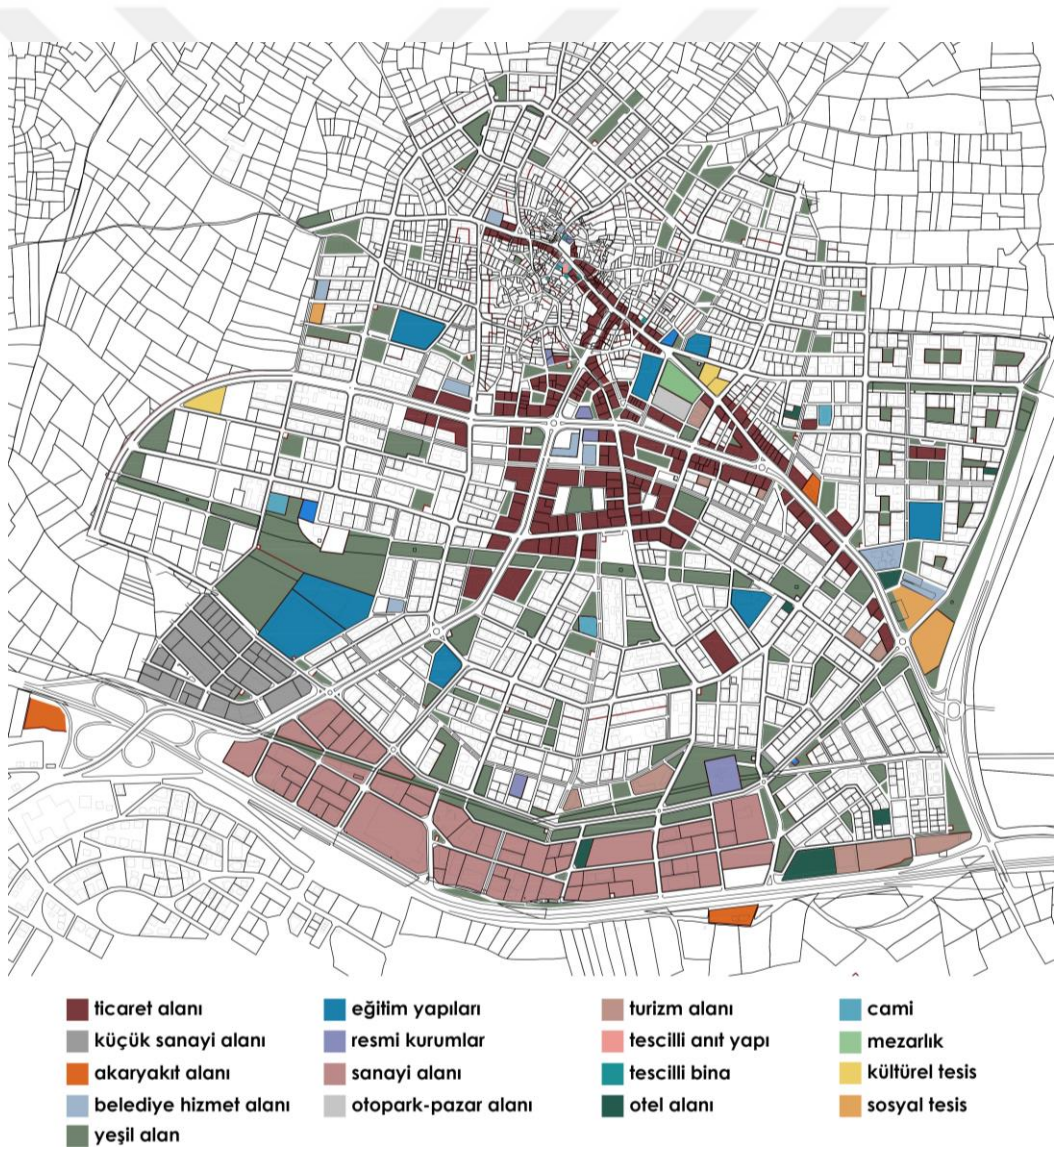 ticaret alanı
küçük sanayi alanı
akaryakıt alanı
belediye hizmet alanı
yeşil alan
eğitim yapıları
resmi kurumlar
sanayi alanı
otopark-pazar alanı
turizm alanı
tescilli anıt yapı
tescilli bina
otel alanı
cami
mezarlık
kültürel tesis
sosyal tesis